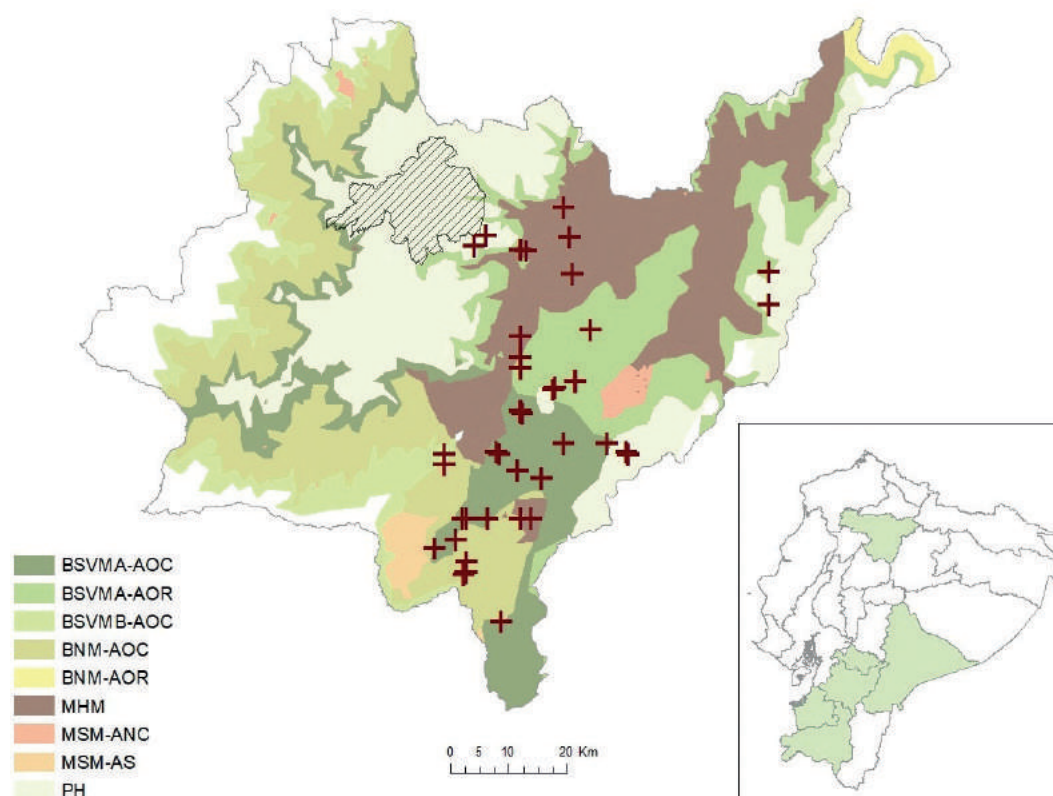 BSVMA-AOC
BSVMA-AOR
BSVMB-AOC
BNM-AOC
BNM-AOR
MHM
MSM-ANC
MSM-AS
PH
0 5 10 20 Km